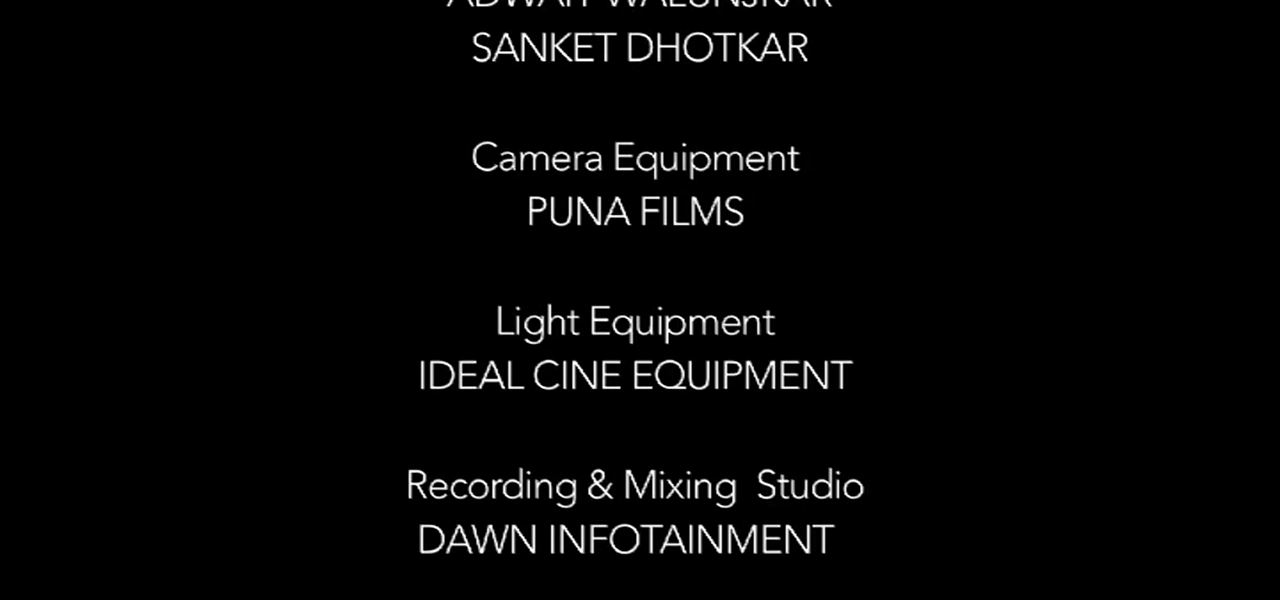 SANKET DHOTKAR
Camera Equipment
PUNA FILMS
Light Equipment
IDEAL CINE EQUIPMENT
Recording & Mixing Studio
DAWN INFOTAINMENT